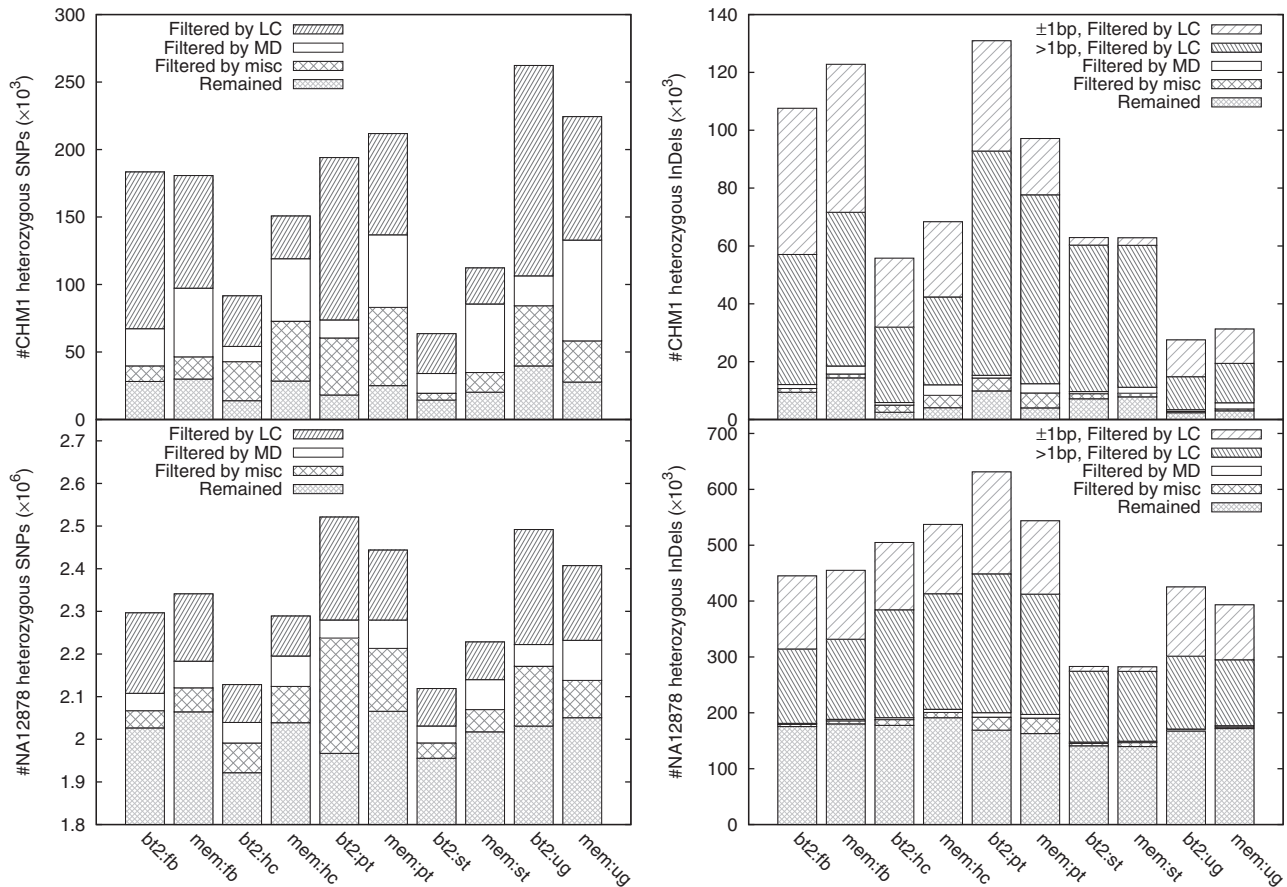 #CHM1 heterozygous SNPs (×10³)
300
250
200
150
100
50
0
Filtered by LC
Filtered by MD
Filtered by misc
Remained
#CHM1 heterozygous InDels (×10³)
140
120
100
80
60
40
20
0
±1bp, Filtered by LC
>1bp, Filtered by LC
Filtered by MD
Filtered by misc
Remained
#NA12878 heterozygous SNPs (×10⁶)
2.7
2.6
2.5
2.4
2.3
2.2
2.1
2
1.9
1.8
Filtered by LC
Filtered by MD
Filtered by misc
Remained
bt2:fb
mem:fb
bt2:hc
mem:hc
bt2:pt
mem:pt
bt2:st
mem:st
bt2:ug
mem:ug
#NA12878 heterozygous InDels (×10³)
700
600
500
400
300
200
100
0
±1bp, Filtered by LC
>1bp, Filtered by LC
Filtered by MD
Filtered by misc
Remained
bt2:fb
mem:fb
bt2:hc
mem:hc
bt2:pt
mem:pt
bt2:st
mem:st
bt2:ug
mem:ug